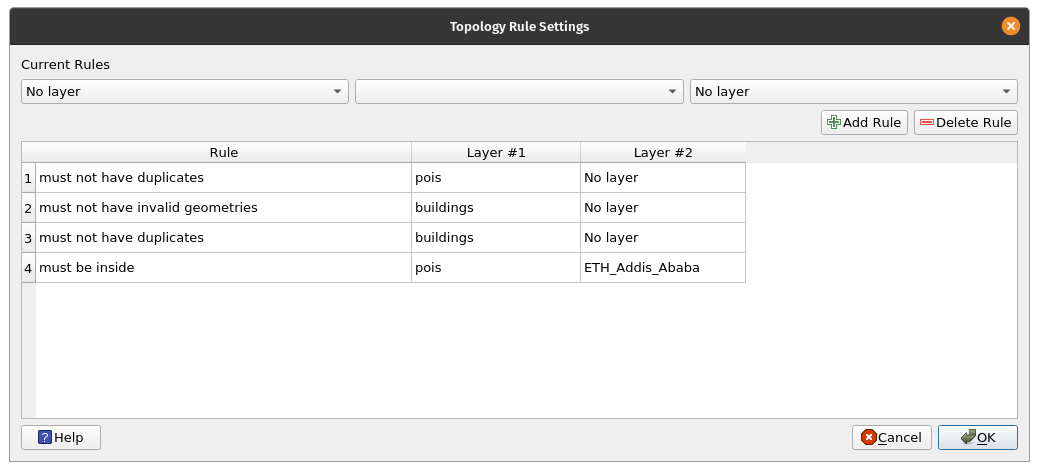 Topology Rule Settings
Current Rules
No layer No layer
Add Rule Delete Rule
Rule Layer #1 Layer #2
1 must not have duplicates pois No layer
2 must not have invalid geometries buildings No layer
3 must not have duplicates buildings No layer
4 must be inside pois ETH_Addis_Ababa
? Help Cancel OK